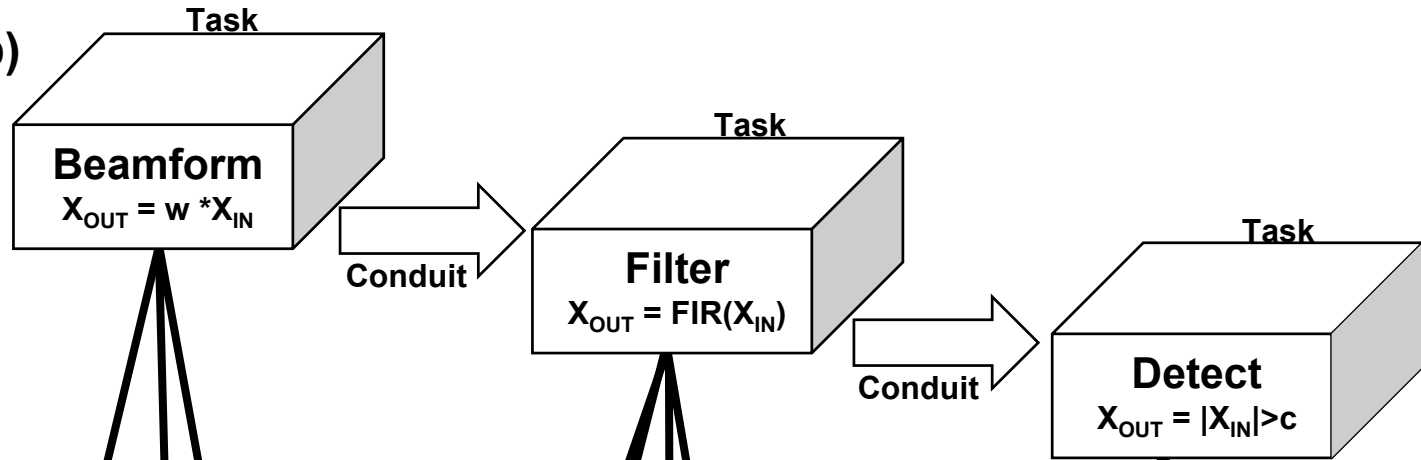 Task
Beamform
X_OUT = w *X_IN
Conduit
Task
Filter
X_OUT = FIR(X_IN)
Conduit
Task
Detect
X_OUT = |X_IN|>c